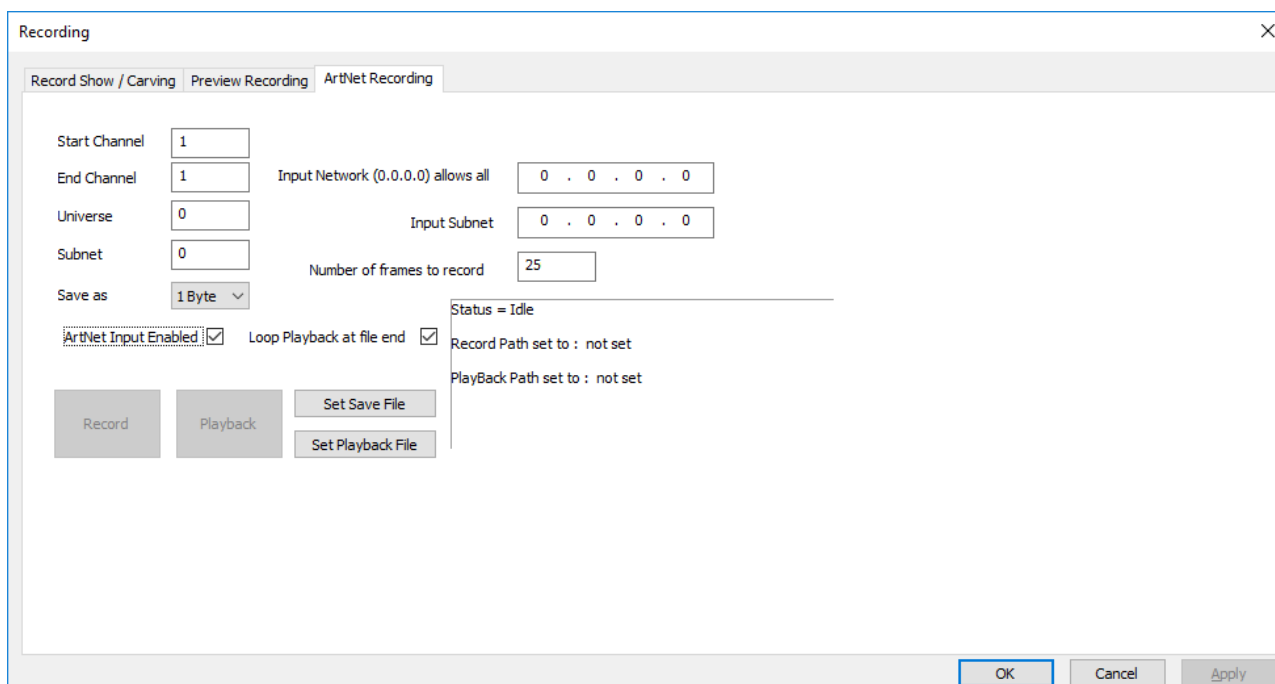 Recording
Record Show / Carving Preview Recording ArtNet Recording
Start Channel 1
End Channel 1 Input Network (0.0.0.0) allows all 0 . 0 . 0 . 0
Universe 0 Input Subnet 0 . 0 . 0 . 0
Subnet 0 Number of frames to record 25
Save as 1 Byte
Status = Idle
ArtNet Input Enabled Loop Playback at file end Record Path set to : not set
PlayBack Path set to : not set
Record Playback Set Save File
Set Playback File
OK Cancel Apply